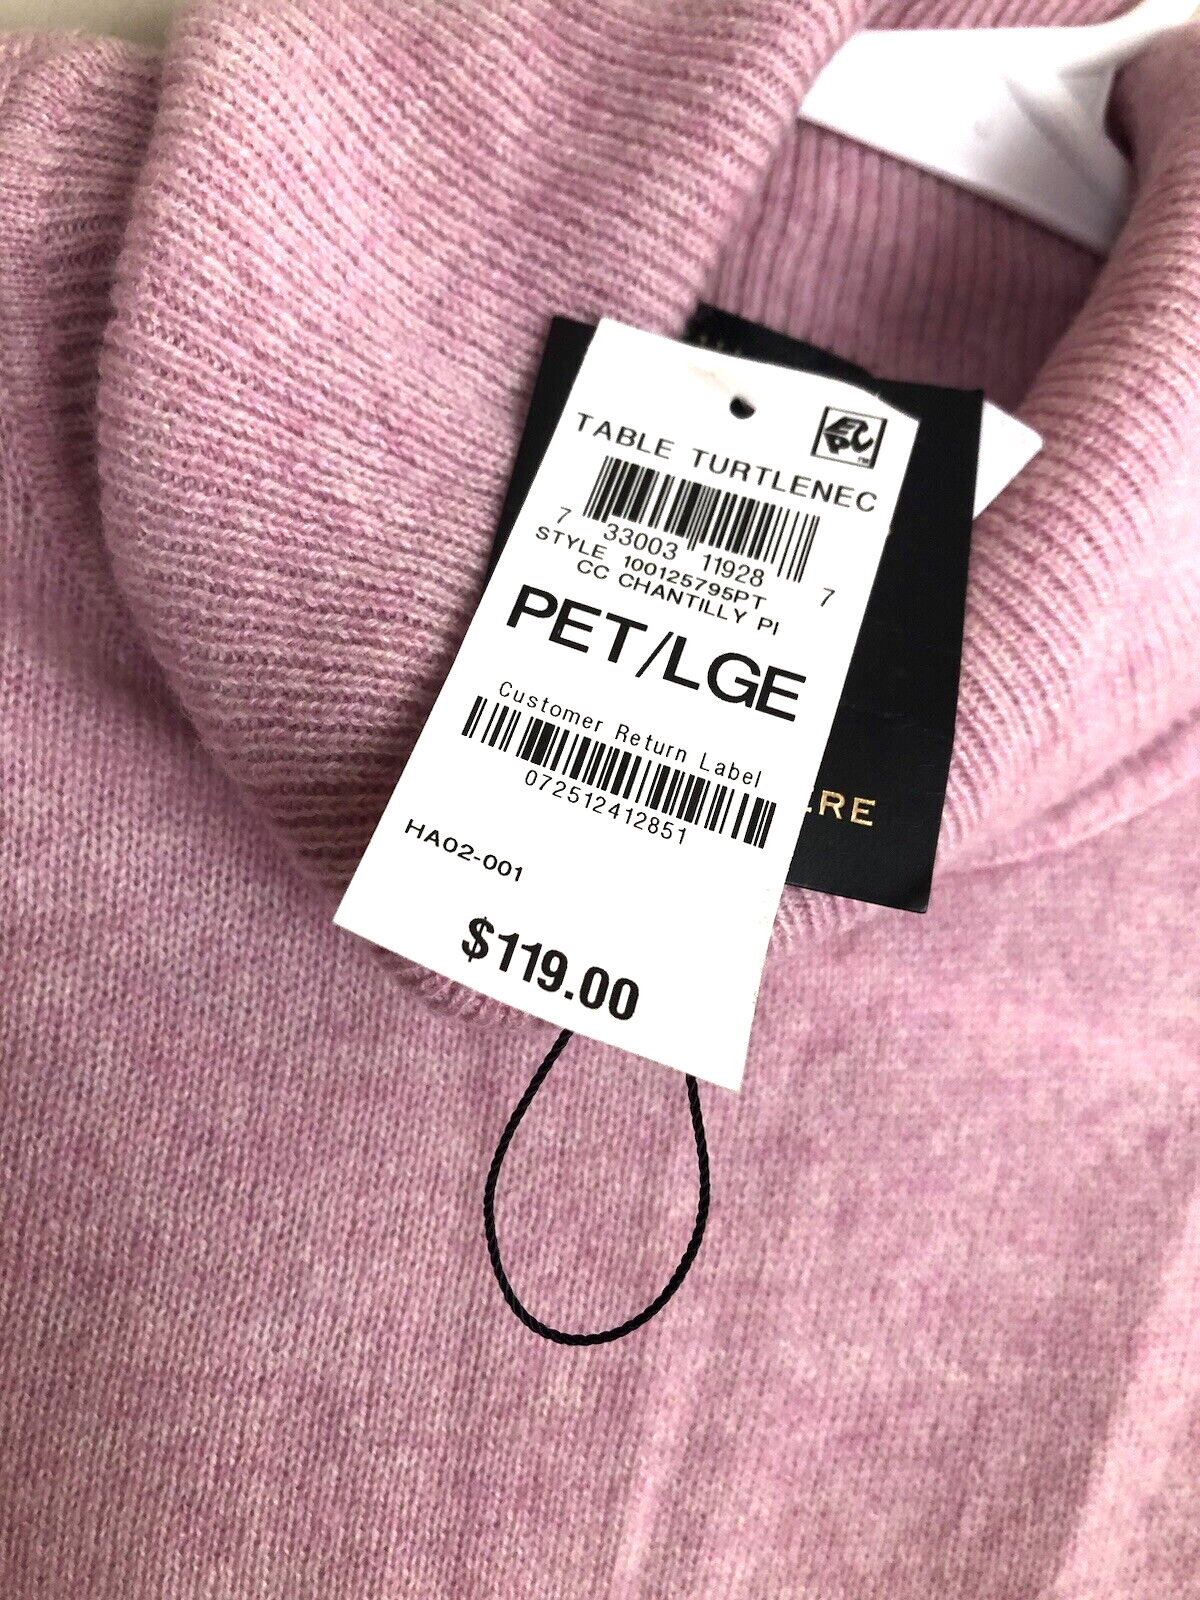 TABLE TURTLENEC
7 33003 11928 7
STYLE 100125795PT
CC CHANTILLY PI
PET/LGE
Customer Return Label
072512412851
HA02-001
$119.00
ERE